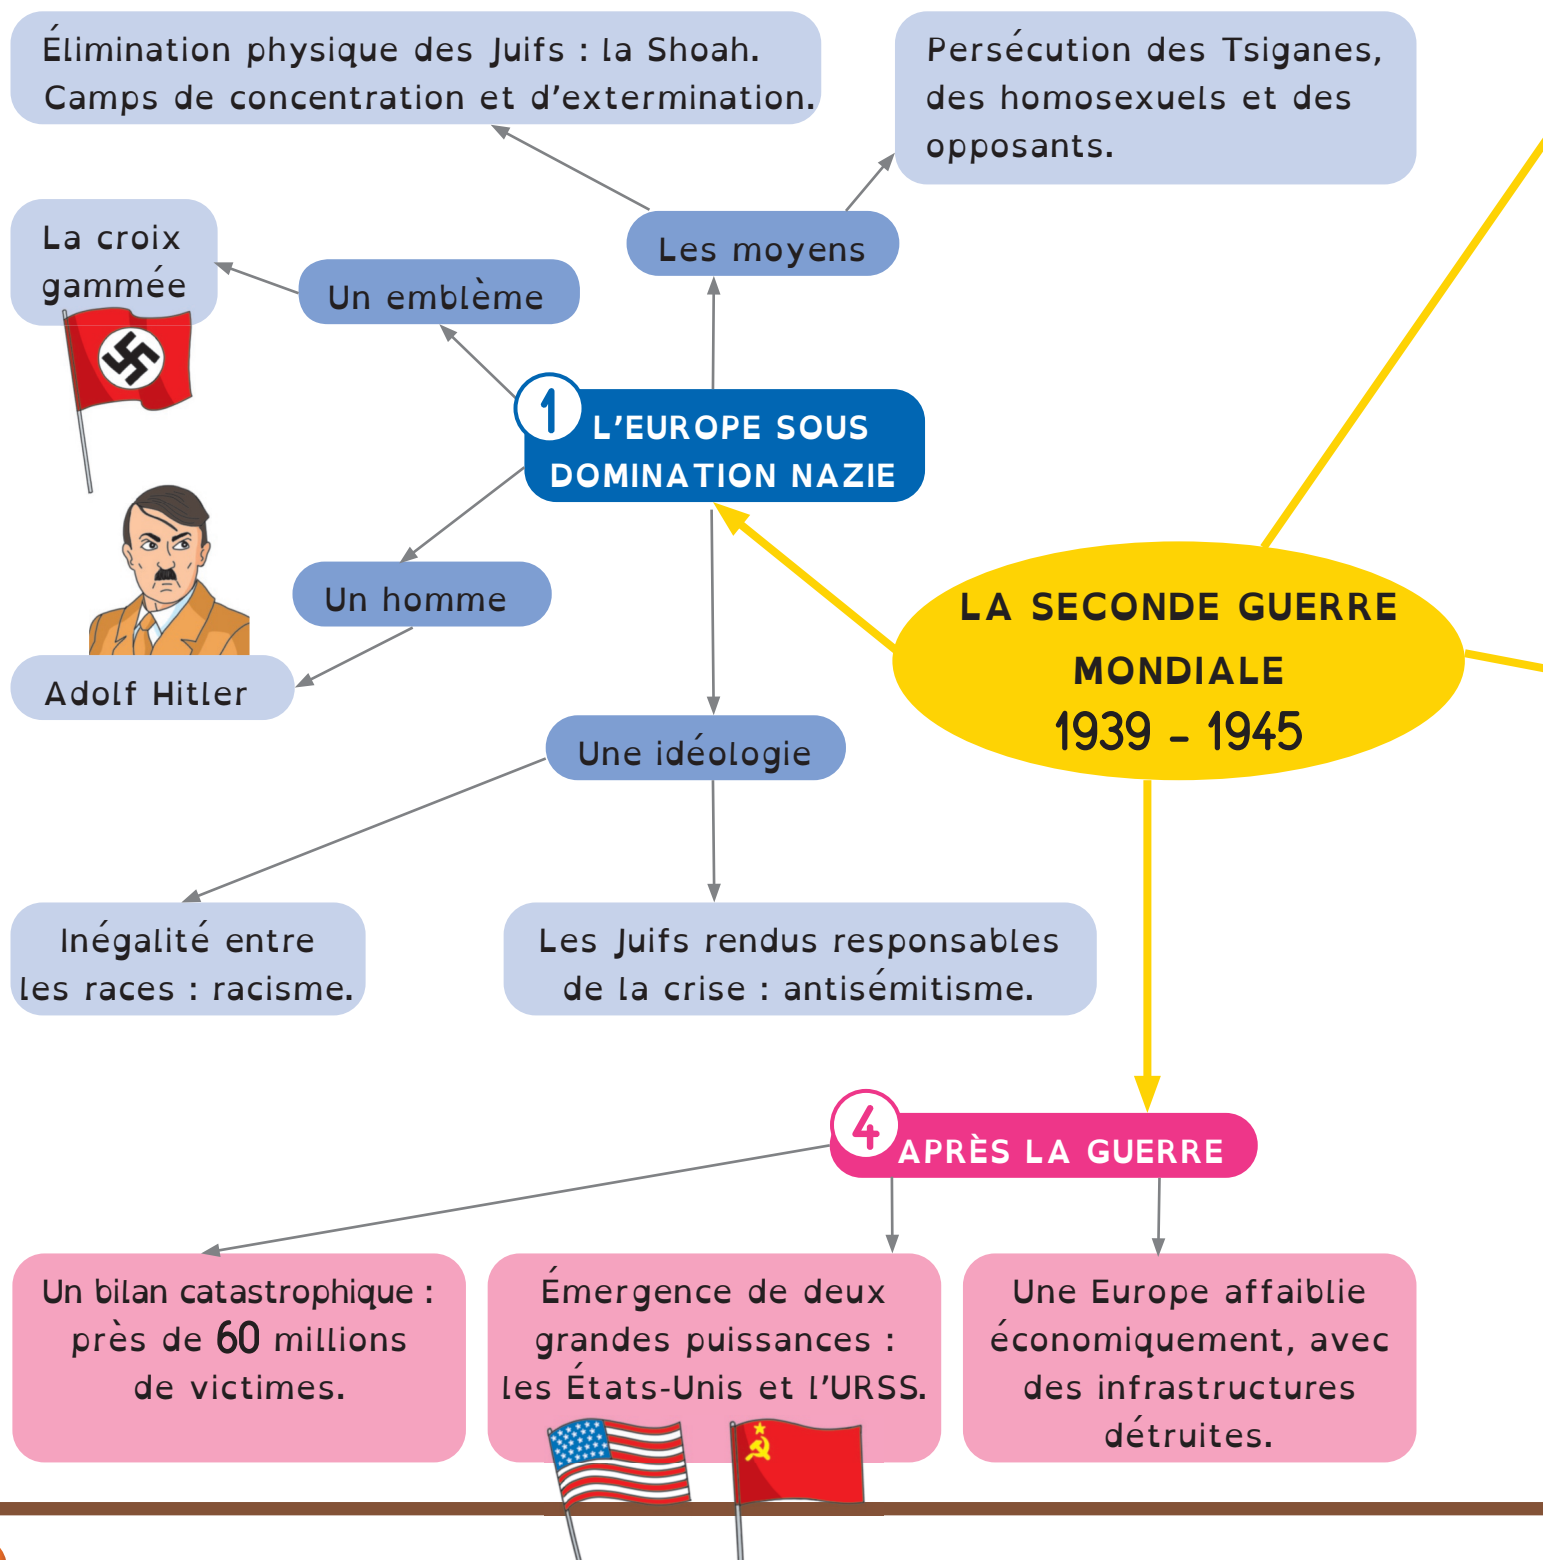 Élimination physique des Juifs : la Shoah.
Camps de concentration et d'extermination.
Persécution des Tsiganes,
des homosexuels et des
opposants.
La croix
gammée
Un emblème
Les moyens
1
L'EUROPE SOUS
DOMINATION NAZIE
Un homme
Adolf Hitler
LA SECONDE GUERRE
MONDIALE
1939 - 1945
Une idéologie
Inégalité entre
les races : racisme.
Les Juifs rendus responsables
de la crise : antisémitisme.
4
APRÈS LA GUERRE
Un bilan catastrophique :
près de 60 millions
de victimes.
Émergence de deux
grandes puissances :
les États-Unis et l'URSS.
Une Europe affaiblie
économiquement, avec
des infrastructures
détruites.